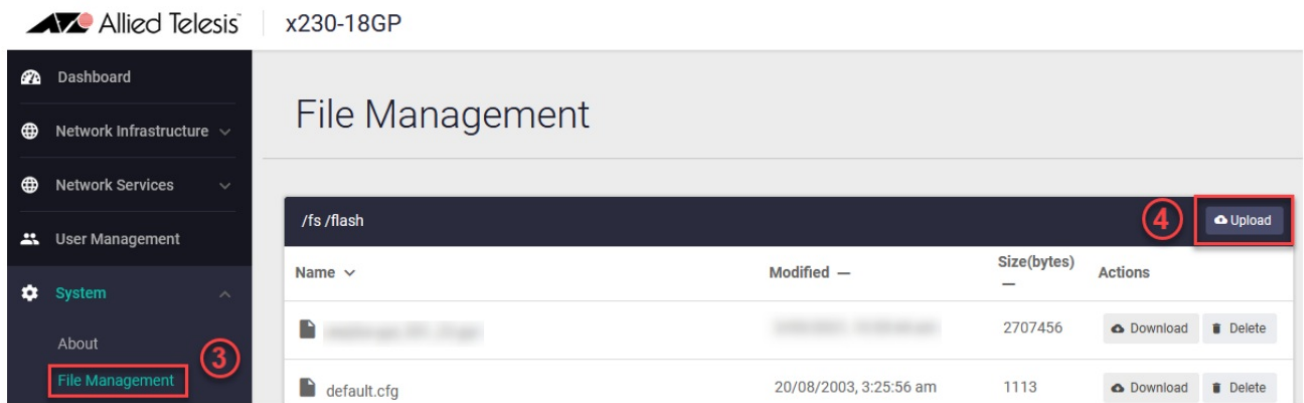 Allied Telesis x230-18GP
Dashboard
Network Infrastructure
Network Services
User Management
System
About
3
File Management
File Management
/fs /flash
4
Upload
Name Modified Size(bytes) Actions
2707456 Download Delete
default.cfg 20/08/2003, 3:25:56 am 1113 Download Delete